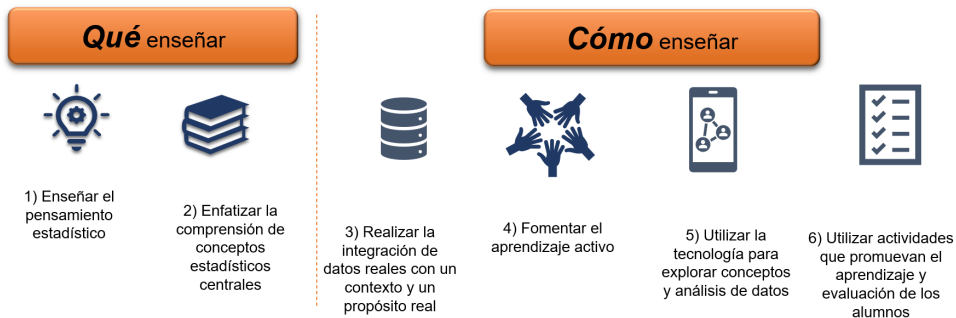 Qué enseñar
Cómo enseñar
1) Enseñar el
pensamiento
estadístico
2) Enfatizar la
comprensión de
conceptos
estadísticos
centrales
3) Realizar la
integración de
datos reales con un
contexto y un
propósito real
4) Fomentar el
aprendizaje activo
5) Utilizar la
tecnología para
explorar conceptos
y análisis de datos
6) Utilizar actividades
que promuevan el
aprendizaje y
evaluación de los
alumnos